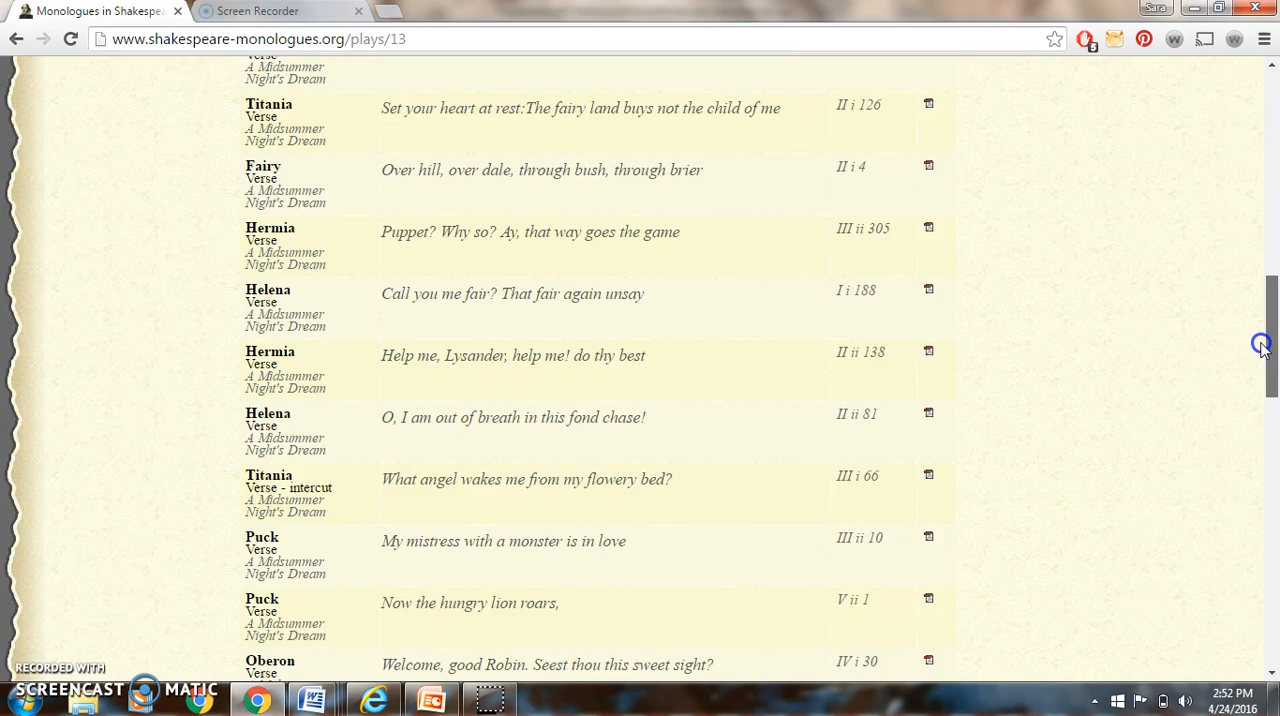 Monologues in Shakespea
Screen Recorder
Sara
www.shakespeare-monologues.org/plays/13
5
Verse
A Midsummer
Night's Dream
Titania
Set your heart at rest:The fairy land buys not the child of me
II i 126
Verse
A Midsummer
Night's Dream
Fairy
Over hill, over dale, through bush, through brier
II i 4
Verse
A Midsummer
Night's Dream
Hermia
Puppet? Why so? Ay, that way goes the game
III ii 305
Verse
A Midsummer
Night's Dream
Helena
Call you me fair? That fair again unsay
I i 188
Verse
A Midsummer
Night's Dream
Hermia
Help me, Lysander, help me! do thy best
II ii 138
Verse
A Midsummer
Night's Dream
Helena
O, I am out of breath in this fond chase!
II ii 81
Verse
A Midsummer
Night's Dream
Titania
What angel wakes me from my flowery bed?
III i 66
Verse - intercut
A Midsummer
Night's Dream
Puck
My mistress with a monster is in love
III ii 10
Verse
A Midsummer
Night's Dream
Puck
Now the hungry lion roars,
V ii 1
Verse
A Midsummer
Night's Dream
Oberon
Welcome, good Robin. Seest thou this sweet sight?
IV i 30
Verse
RECORDED WITH
SCREENCAST MATIC
2:52 PM
4/24/2016